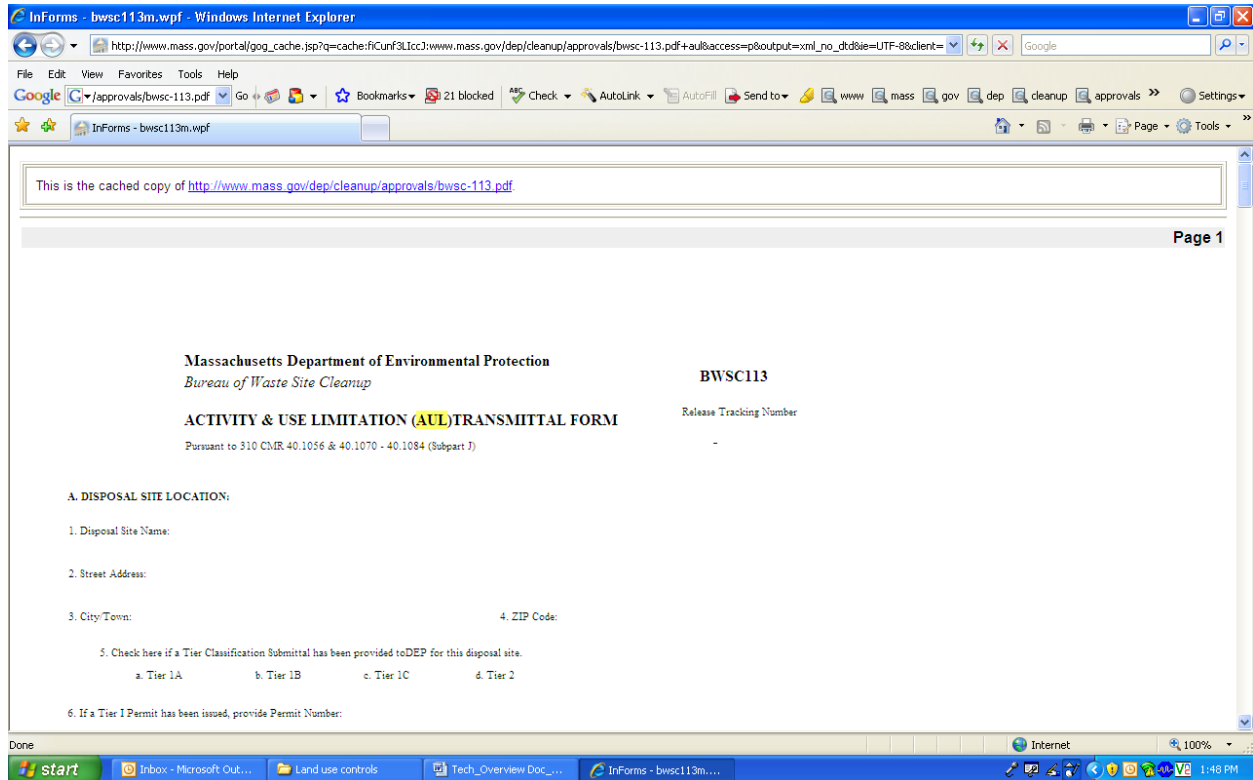 InForms - bwsc113m.wpf - Windows Internet Explorer
http://www.mass.gov/portal/gog_cache.jsp?q=cache:fiCunf3LIccJ:www.mass.gov/dep/cleanup/approvals/bwsc-113.pdf+aul&access=p&output=xml_no_dtd&ie=UTF-8&client=
Google
File Edit View Favorites Tools Help
Google G /approvals/bwsc-113.pdf Go Bookmarks 21 blocked ABC Check AutoLink AutoFill Send to www mass gov dep cleanup approvals >> Settings
InForms - bwsc113m.wpf Page Tools >>
This is the cached copy of http://www.mass.gov/dep/cleanup/approvals/bwsc-113.pdf.
Page 1
Massachusetts Department of Environmental Protection
Bureau of Waste Site Cleanup
BWSC113
ACTIVITY & USE LIMITATION (AUL)TRANSMITTAL FORM
Release Tracking Number
Pursuant to 310 CMR 40.1056 & 40.1070 - 40.1084 (Subpart J)
-
A. DISPOSAL SITE LOCATION:
1. Disposal Site Name:
2. Street Address:
3. City/Town: 4. ZIP Code:
5. Check here if a Tier Classification Submittal has been provided toDEP for this disposal site.
a. Tier 1A b. Tier 1B c. Tier 1C d. Tier 2
6. If a Tier I Permit has been issued, provide Permit Number:
Done Internet 100%
start Inbox - Microsoft Out... Land use controls Tech_Overview Doc_... InForms - bwsc113m.... 1:48 PM